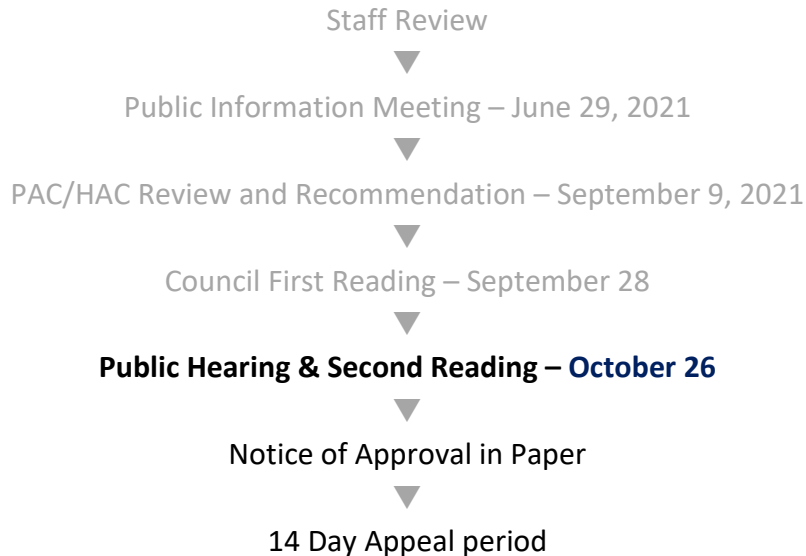 Staff Review
Public Information Meeting – June 29, 2021
PAC/HAC Review and Recommendation – September 9, 2021
Council First Reading – September 28
Public Hearing & Second Reading – October 26
Notice of Approval in Paper
14 Day Appeal period